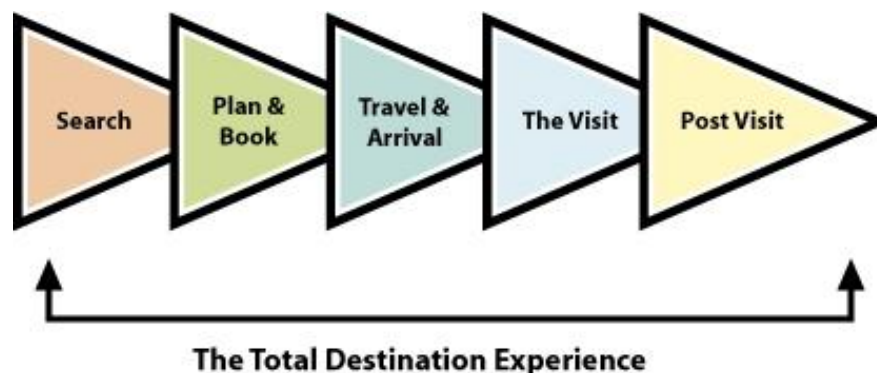 Search
Plan &
Book
Travel &
Arrival
The Visit
Post Visit
The Total Destination Experience